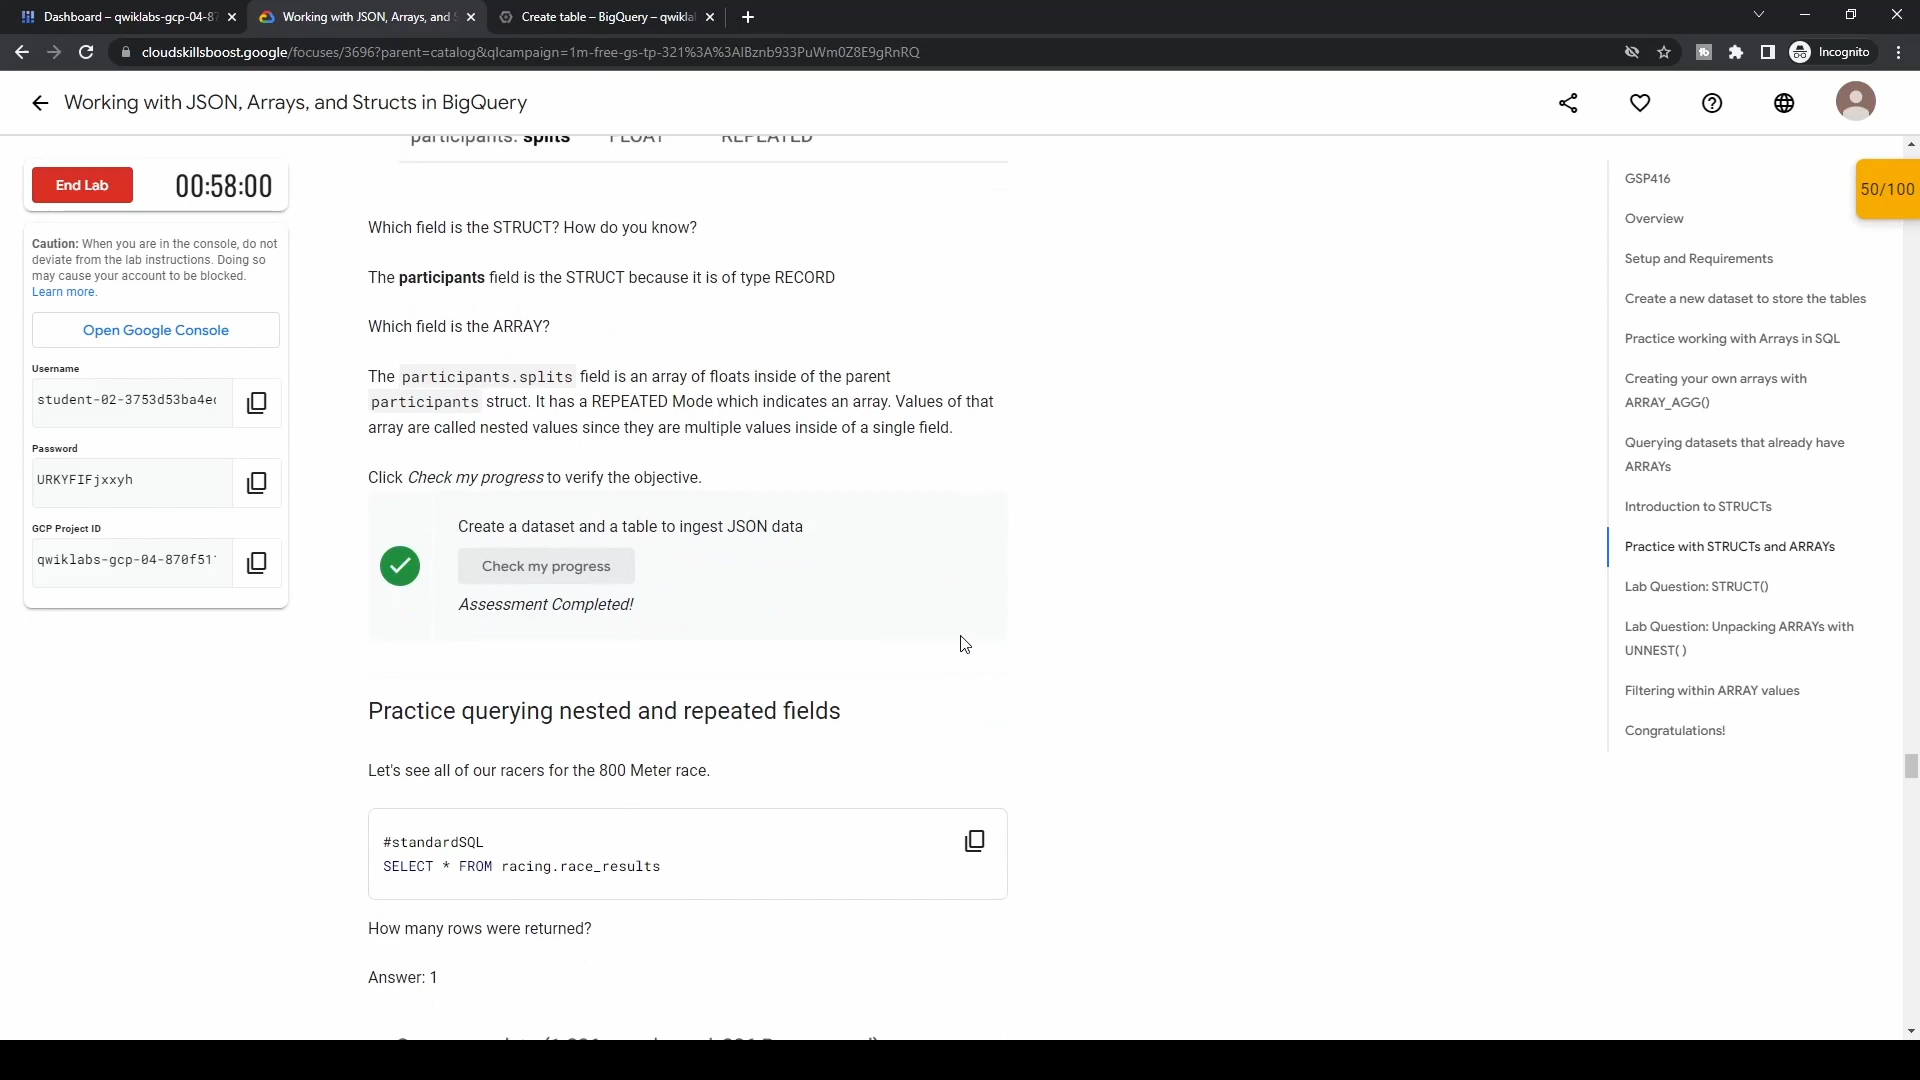 Dashboard – qwiklabs-gcp-04-87
Working with JSON, Arrays, and S
Create table – BigQuery – qwikla
cloudskillsboost.google/focuses/3696?parent=catalog&qlcampaign=1m-free-gs-tp-321%3A%3AlBznb933PuWm0Z8E9gRnRQ
Incognito
Working with JSON, Arrays, and Structs in BigQuery
participants: splits FLOAT REPEATED
End Lab
00:58:00
Caution: When you are in the console, do not
deviate from the lab instructions. Doing so
may cause your account to be blocked.
Learn more.
Open Google Console
Username
student-02-3753d53ba4ec
Password
URKYFIFjxxyh
GCP Project ID
qwiklabs-gcp-04-870f51
Which field is the STRUCT? How do you know?
The participants field is the STRUCT because it is of type RECORD
Which field is the ARRAY?
The participants.splits field is an array of floats inside of the parent
participants struct. It has a REPEATED Mode which indicates an array. Values of that
array are called nested values since they are multiple values inside of a single field.
Click Check my progress to verify the objective.
Create a dataset and a table to ingest JSON data
Check my progress
Assessment Completed!
Practice querying nested and repeated fields
Let's see all of our racers for the 800 Meter race.
#standardSQL
SELECT * FROM racing.race_results
How many rows were returned?
Answer: 1
GSP416
50/100
Overview
Setup and Requirements
Create a new dataset to store the tables
Practice working with Arrays in SQL
Creating your own arrays with
ARRAY_AGG()
Querying datasets that already have
ARRAYs
Introduction to STRUCTs
Practice with STRUCTs and ARRAYs
Lab Question: STRUCT()
Lab Question: Unpacking ARRAYs with
UNNEST( )
Filtering within ARRAY values
Congratulations!